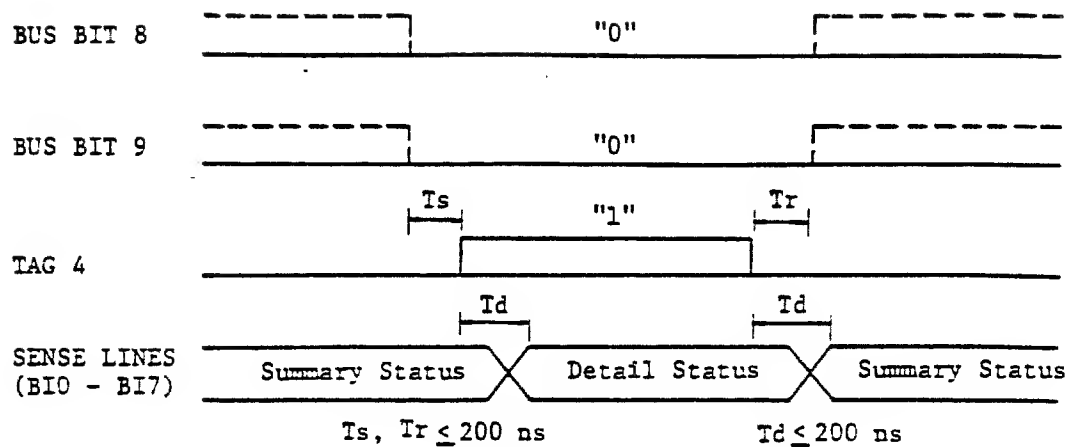 BUS BIT 8
"0"
BUS BIT 9
"0"
Ts
"1"
Tr
TAG 4
Td
Td
SENSE LINES
(BI0 - BI7)
Summary Status
Detail Status
Summary Status
Ts, Tr ≤ 200 ns
Td ≤ 200 ns